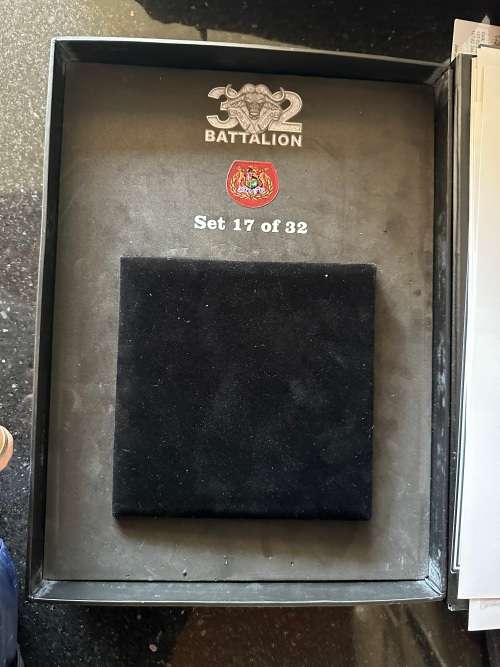 32
BATTALION
Set 17 of 32